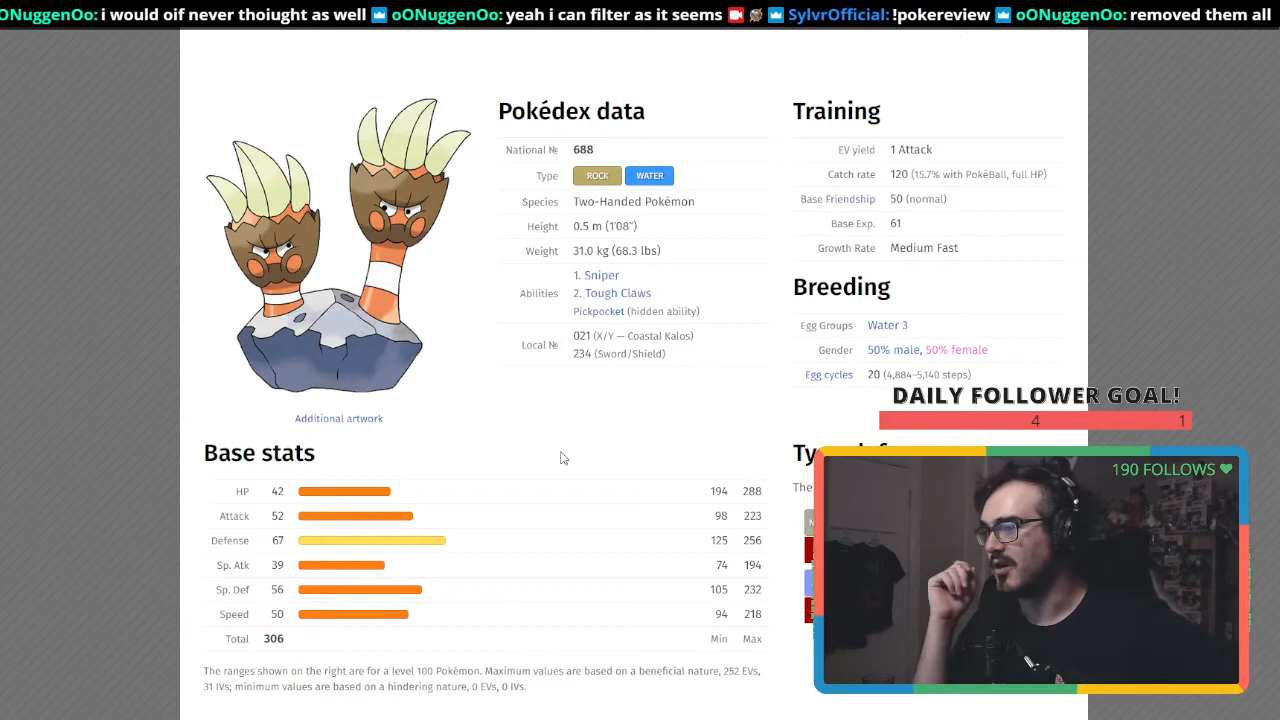 ONuggenOo: i would oif never thoiught as well oONuggenOo: yeah i can filter as it seems SylvrOfficial: !pokereview oONuggenOo: removed them all
Pokédex data
National № 688
Type ROCK WATER
Species Two-Handed Pokémon
Height 0.5 m (1′08″)
Weight 31.0 kg (68.3 lbs)
Abilities 1. Sniper
2. Tough Claws
Pickpocket (hidden ability)
Local № 021 (X/Y — Coastal Kalos)
234 (Sword/Shield)
Training
EV yield 1 Attack
Catch rate 120 (15.7% with PokéBall, full HP)
Base Friendship 50 (normal)
Base Exp. 61
Growth Rate Medium Fast
Breeding
Egg Groups Water 3
Gender 50% male, 50% female
Egg cycles 20 (4,884–5,140 steps)
DAILY FOLLOWER GOAL!
4 1
Additional artwork
Base stats
HP 42 194 288
Attack 52 98 223
Defense 67 125 256
Sp. Atk 39 74 194
Sp. Def 56 105 232
Speed 50 94 218
Total 306 Min Max
The ranges shown on the right are for a level 100 Pokémon. Maximum values are based on a beneficial nature, 252 EVs,
31 IVs; minimum values are based on a hindering nature, 0 EVs, 0 IVs.
Ty
The
190 FOLLOWS